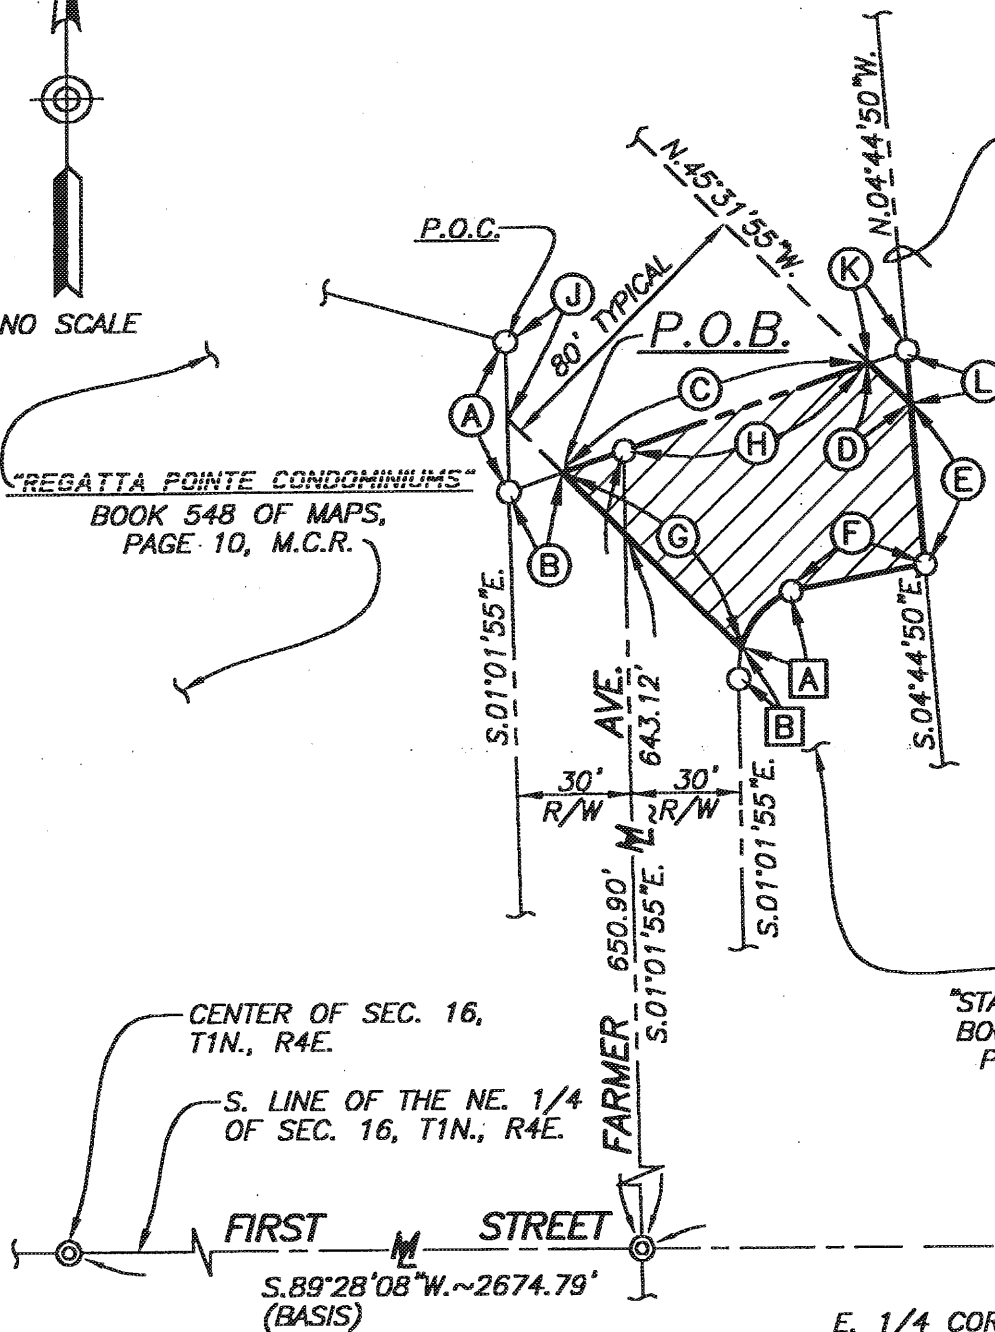 N.04°44'50"W.
N.45°31'55"W.
P.O.C.
K
J
80' TYPICAL
NO SCALE
P.O.B.
C
L
A
H
D
"REGATTA POINTE CONDOMINIUMS"
BOOK 548 OF MAPS,
PAGE 10, M.C.R.
E
G
F
B
S.01°01'55"E.
S.04°44'50"E.
A
B
AVE.
643.12'
30'
R/W
30'
R/W
S.01°01'55"E.
650.90'
S.01°01'55"E.
FARMER
CENTER OF SEC. 16,
T1N., R4E.
S. LINE OF THE NE. 1/4
OF SEC. 16, T1N., R4E.
FIRST STREET
S.89°28'08"W.~2674.79'
(BASIS)
E. 1/4